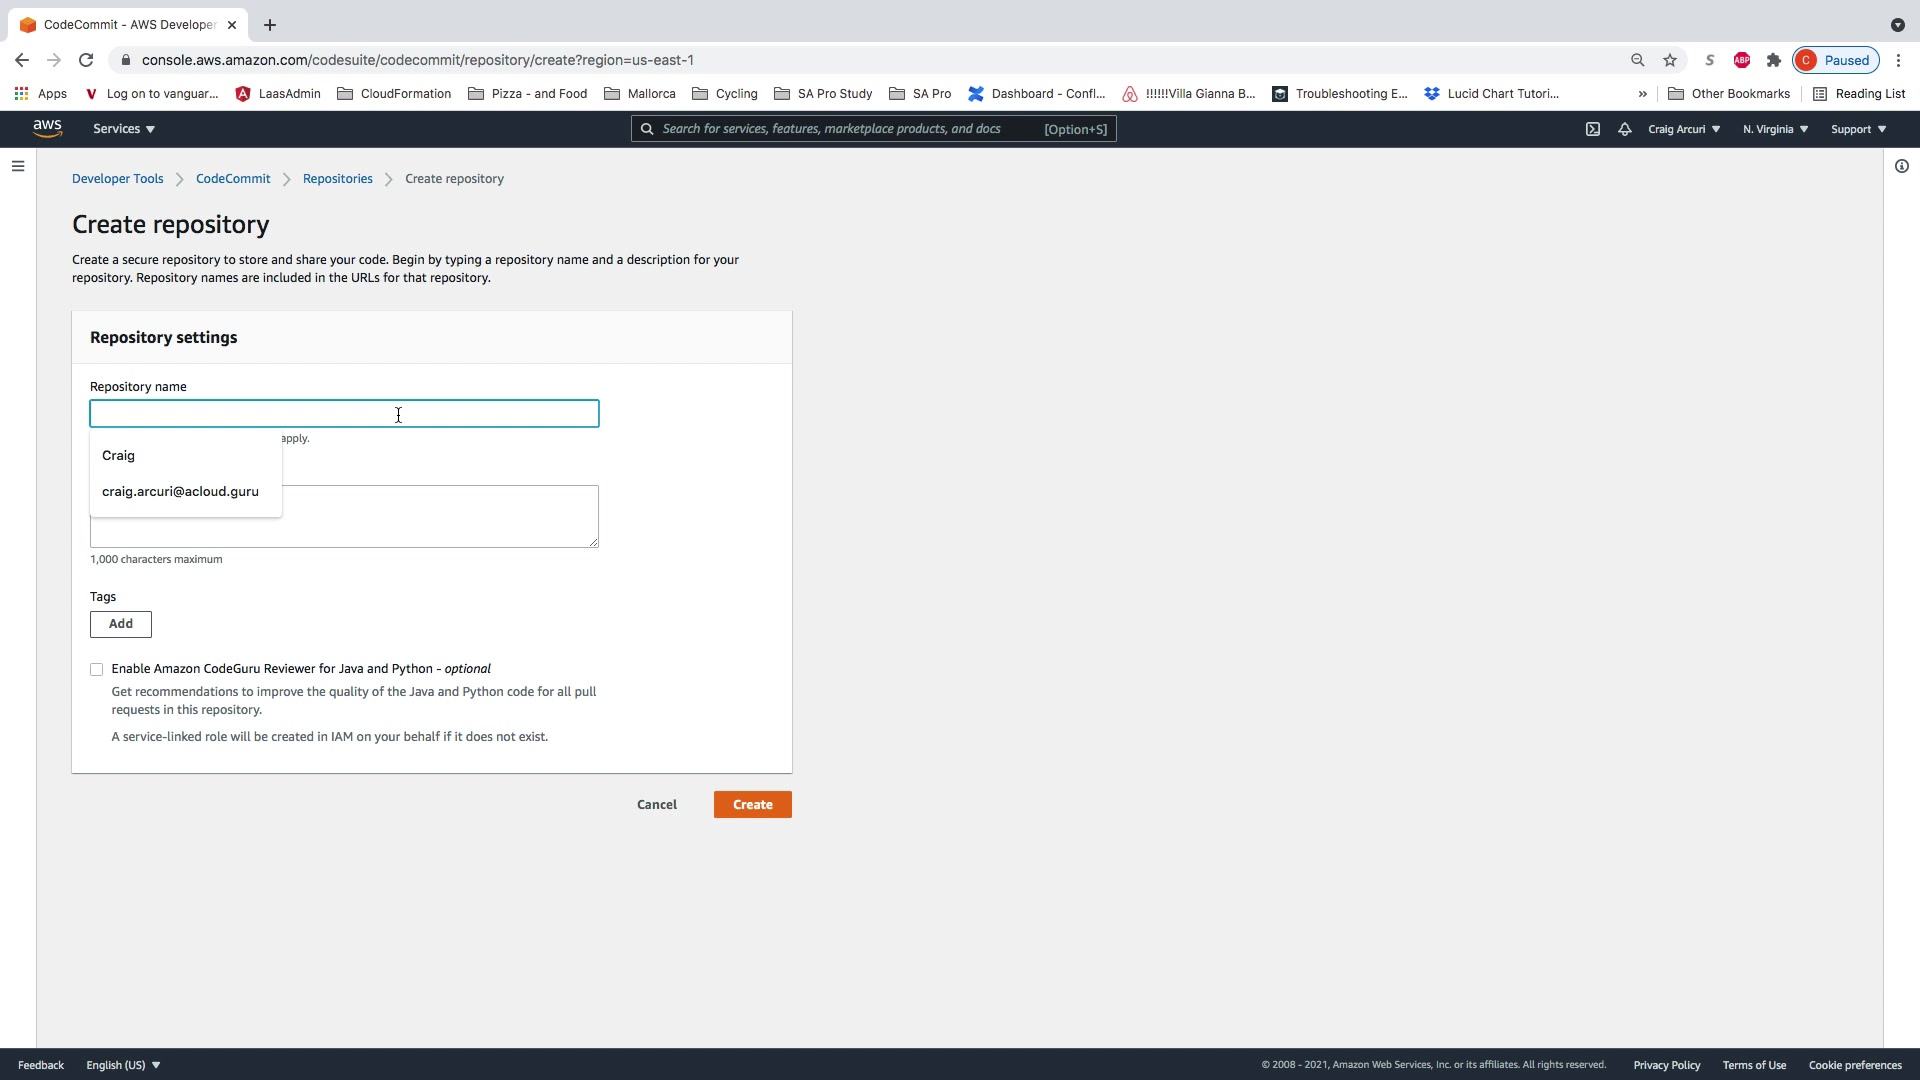 CodeCommit - AWS Developer
console.aws.amazon.com/codesuite/codecommit/repository/create?region=us-east-1
S ABP C Paused
Apps Log on to vanguar... LaasAdmin CloudFormation Pizza - and Food Mallorca Cycling SA Pro Study SA Pro Dashboard - Confl... !!!!!!Villa Gianna B... Troubleshooting E... Lucid Chart Tutori... » Other Bookmarks Reading List
aws Services Search for services, features, marketplace products, and docs [Option+S] Craig Arcuri N. Virginia Support
Developer Tools CodeCommit Repositories Create repository
Create repository
Create a secure repository to store and share your code. Begin by typing a repository name and a description for your
repository. Repository names are included in the URLs for that repository.
Repository settings
Repository name
apply.
Craig
craig.arcuri@acloud.guru
1,000 characters maximum
Tags
Add
Enable Amazon CodeGuru Reviewer for Java and Python - optional
Get recommendations to improve the quality of the Java and Python code for all pull
requests in this repository.
A service-linked role will be created in IAM on your behalf if it does not exist.
Cancel Create
Feedback English (US) © 2008 - 2021, Amazon Web Services, Inc. or its affiliates. All rights reserved. Privacy Policy Terms of Use Cookie preferences